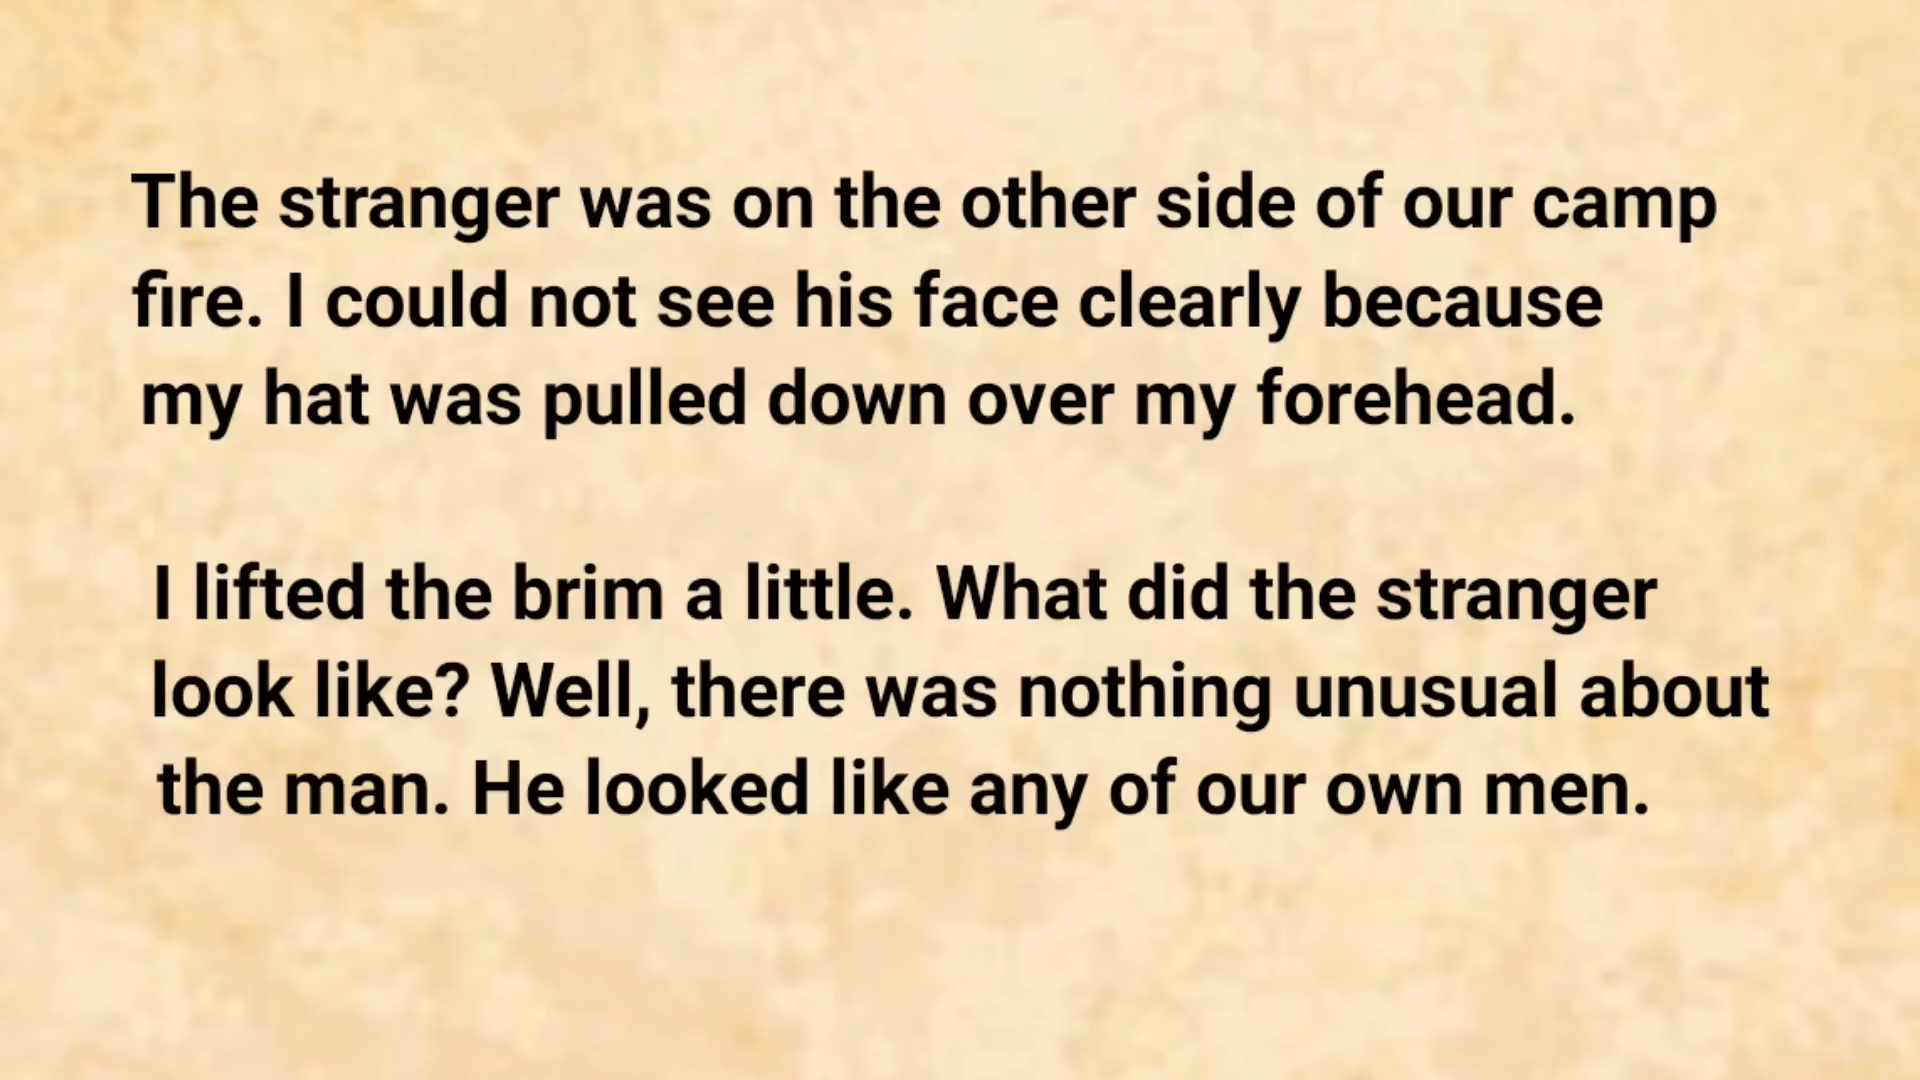 The stranger was on the other side of our camp
fire. I could not see his face clearly because
my hat was pulled down over my forehead.
I lifted the brim a little. What did the stranger
look like? Well, there was nothing unusual about
the man. He looked like any of our own men.